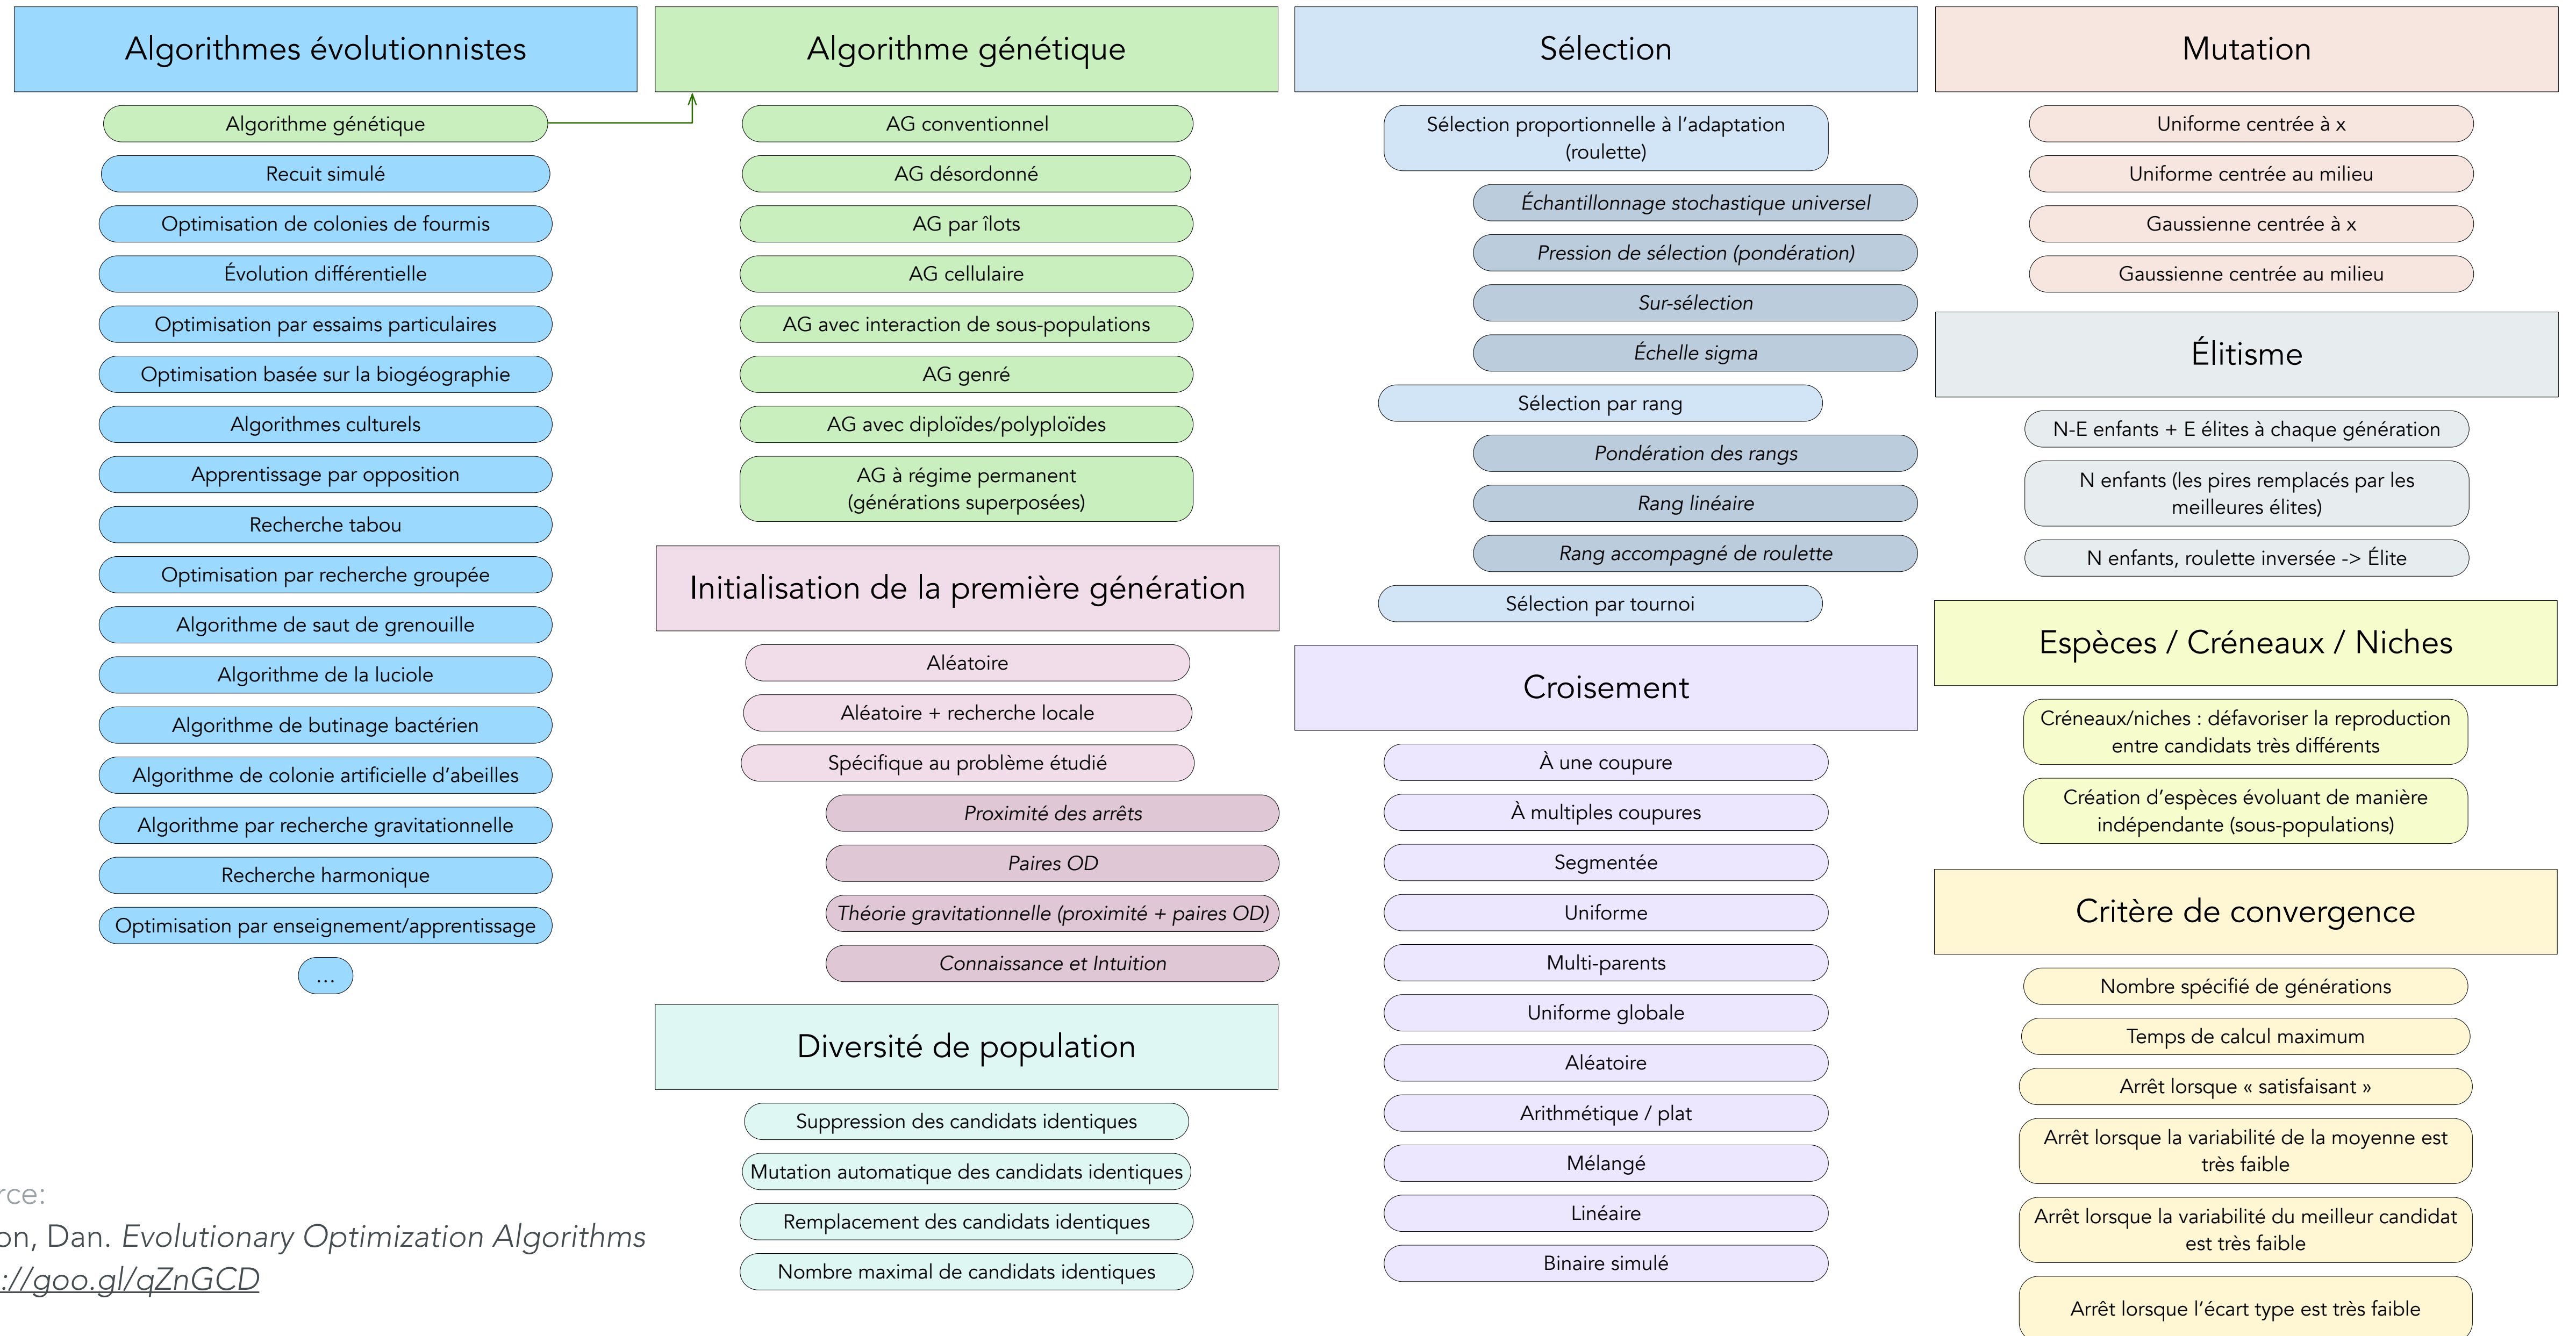 Algorithmes évolutionnistes
Algorithme génétique
Recuit simulé
Optimisation de colonies de fourmis
Évolution différentielle
Optimisation par essaims particulaires
Optimisation basée sur la biogéographie
Algorithmes culturels
Apprentissage par opposition
Recherche tabou
Optimisation par recherche groupée
Algorithme de saut de grenouille
Algorithme de la luciole
Algorithme de butinage bactérien
Algorithme de colonie artificielle d’abeilles
Algorithme par recherche gravitationnelle
Recherche harmonique
Optimisation par enseignement/apprentissage
…
rce:
on, Dan. Evolutionary Optimization Algorithms
://goo.gl/qZnGCD
Algorithme génétique
AG conventionnel
AG désordonné
AG par îlots
AG cellulaire
AG avec interaction de sous-populations
AG genré
AG avec diploïdes/polyploïdes
AG à régime permanent
(générations superposées)
Initialisation de la première génération
Aléatoire
Aléatoire + recherche locale
Spécifique au problème étudié
Proximité des arrêts
Paires OD
Théorie gravitationnelle (proximité + paires OD)
Connaissance et Intuition
Diversité de population
Suppression des candidats identiques
Mutation automatique des candidats identiques
Remplacement des candidats identiques
Nombre maximal de candidats identiques
Sélection
Sélection proportionnelle à l’adaptation
(roulette)
Échantillonnage stochastique universel
Pression de sélection (pondération)
Sur-sélection
Échelle sigma
Sélection par rang
Pondération des rangs
Rang linéaire
Rang accompagné de roulette
Sélection par tournoi
Croisement
À une coupure
À multiples coupures
Segmentée
Uniforme
Multi-parents
Uniforme globale
Aléatoire
Arithmétique / plat
Mélangé
Linéaire
Binaire simulé
Mutation
Uniforme centrée à x
Uniforme centrée au milieu
Gaussienne centrée à x
Gaussienne centrée au milieu
Élitisme
N-E enfants + E élites à chaque génération
N enfants (les pires remplacés par les
meilleures élites)
N enfants, roulette inversée -> Élite
Espèces / Créneaux / Niches
Créneaux/niches : défavoriser la reproduction
entre candidats très différents
Création d’espèces évoluant de manière
indépendante (sous-populations)
Critère de convergence
Nombre spécifié de générations
Temps de calcul maximum
Arrêt lorsque « satisfaisant »
Arrêt lorsque la variabilité de la moyenne est
très faible
Arrêt lorsque la variabilité du meilleur candidat
est très faible
Arrêt lorsque l’écart type est très faible